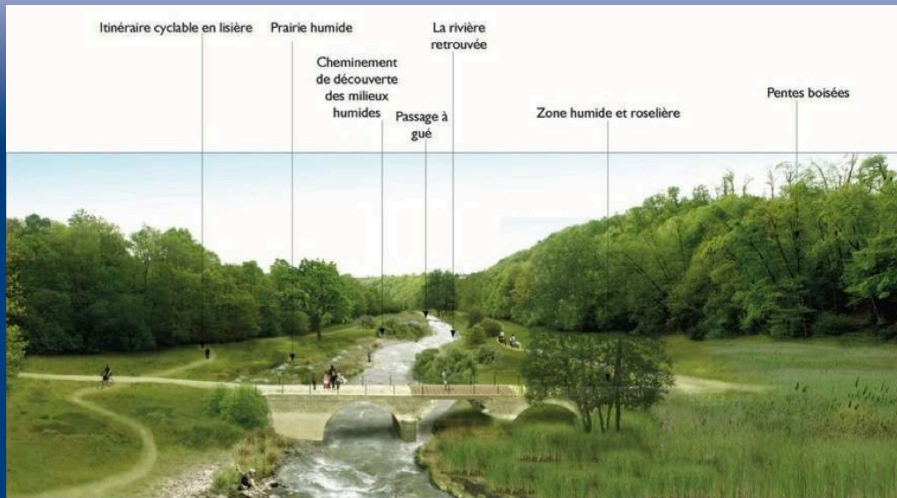 Itinéraire cyclable en lisière
Prairie humide
Cheminement
de découverte
des milieux
humides
Passage à
gué
La rivière
retrouvée
Zone humide et roselière
Pentes boisées